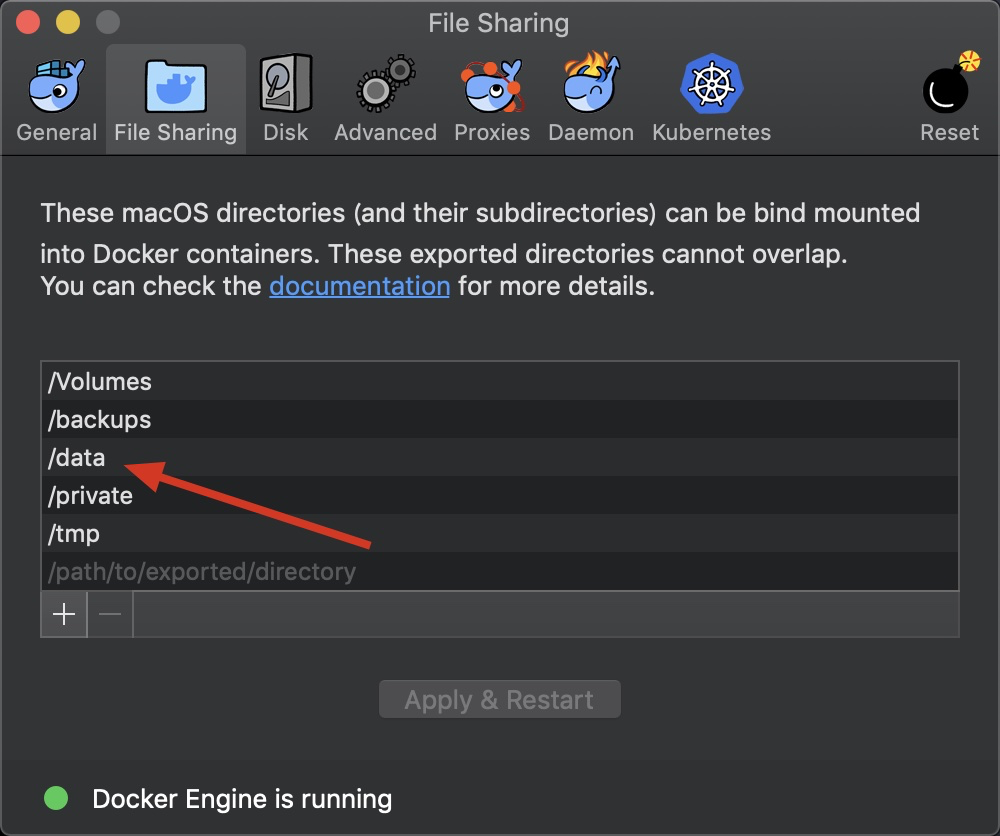 File Sharing
General
File Sharing
Disk
Advanced
Proxies
Daemon
Kubernetes
Reset
These macOS directories (and their subdirectories) can be bind mounted
into Docker containers. These exported directories cannot overlap.
You can check the documentation for more details.
/Volumes
/backups
/data
/private
/tmp
/path/to/exported/directory
Apply & Restart
Docker Engine is running